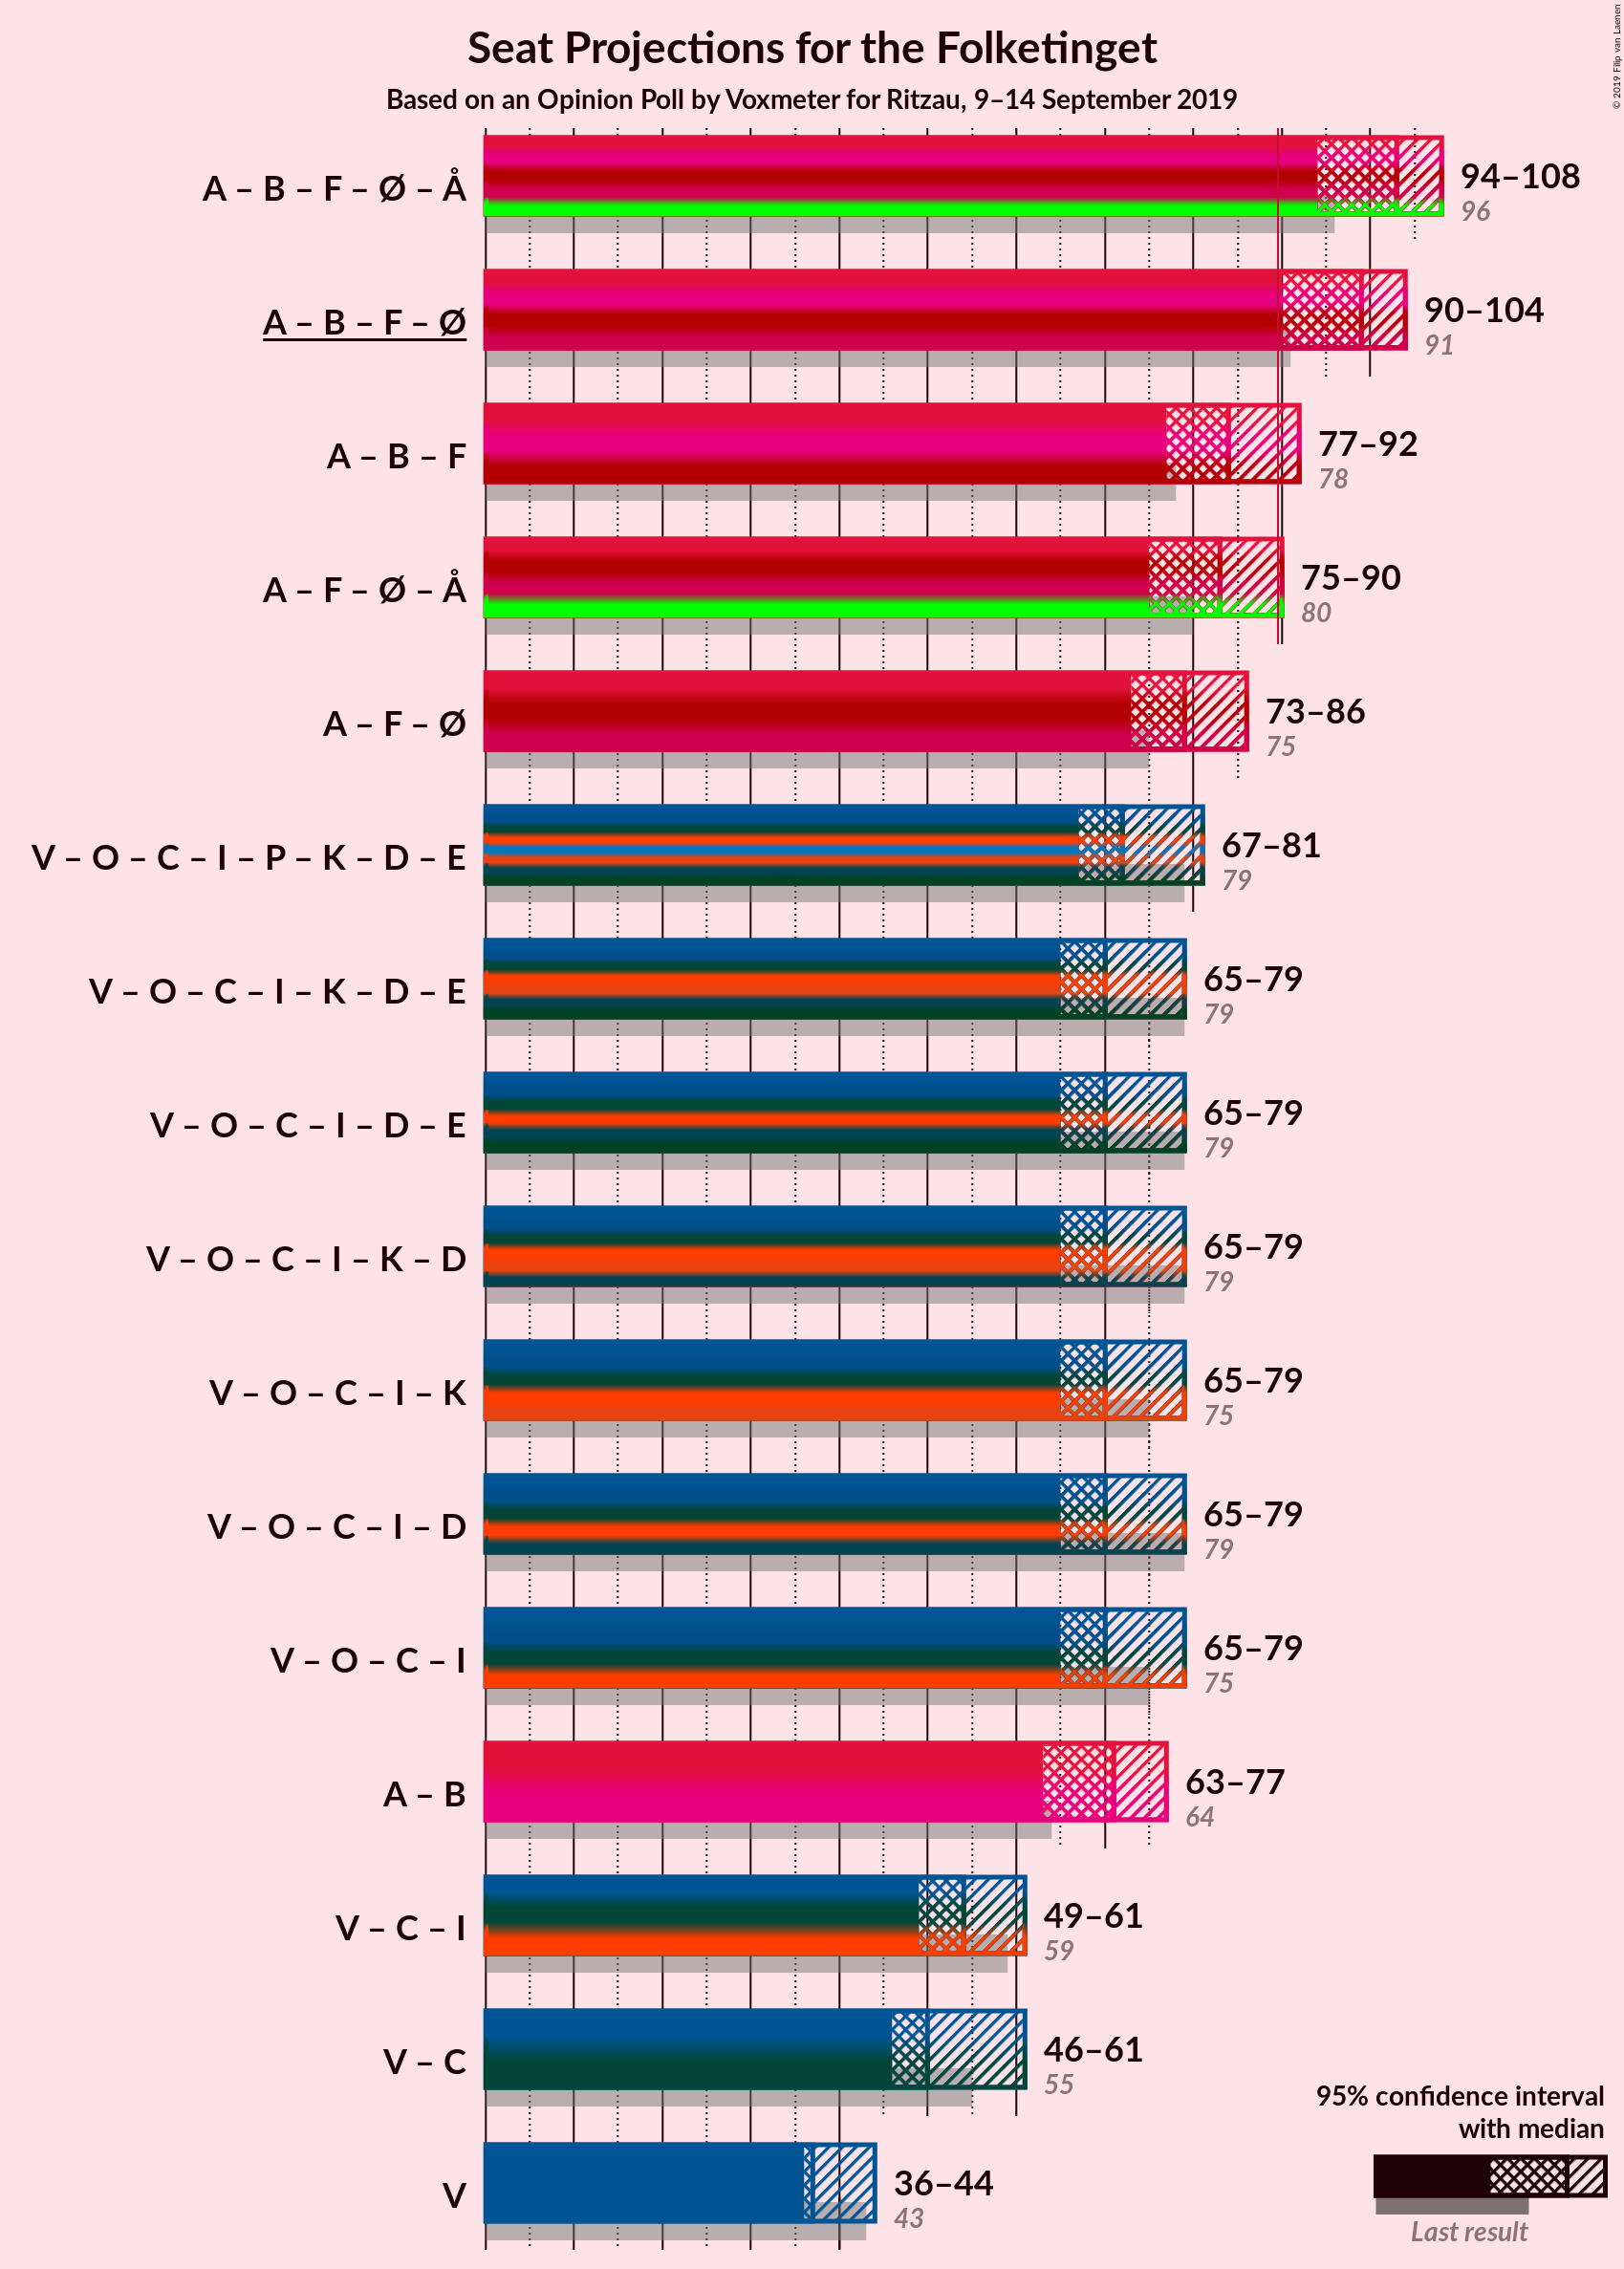 Seat Projections for the Folketinget
Based on an Opinion Poll by Voxmeter for Ritzau, 9–14 September 2019
© 2019 Filip van Laenen
A – B – F – Ø – Å
94–108
96
A – B – F – Ø
90–104
91
A – B – F
77–92
78
A – F – Ø – Å
75–90
80
A – F – Ø
73–86
75
V – O – C – I – P – K – D – E
67–81
79
V – O – C – I – K – D – E
65–79
79
V – O – C – I – D – E
65–79
79
V – O – C – I – K – D
65–79
79
V – O – C – I – K
65–79
75
V – O – C – I – D
65–79
79
V – O – C – I
65–79
75
A – B
63–77
64
V – C – I
49–61
59
V – C
46–61
55
V
36–44
43
95% confidence interval
with median
Last result